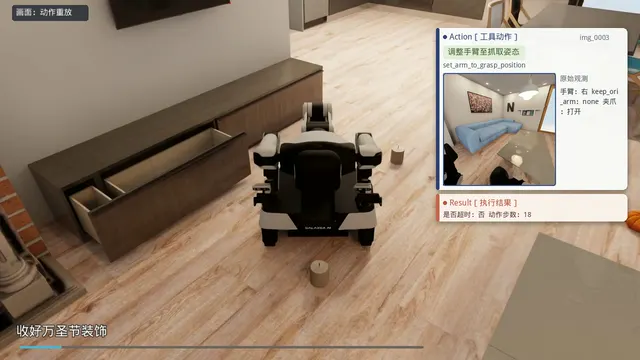 画面：动作重放
Action [ 工具动作 ]
img_0003
调整手臂至抓取姿态
set_arm_to_grasp_position
原始观测
手臂：右 keep_ori
_arm：none 夹爪
：打开
Result [ 执行结果 ]
是否超时：否 动作步数：18
收好万圣节装饰